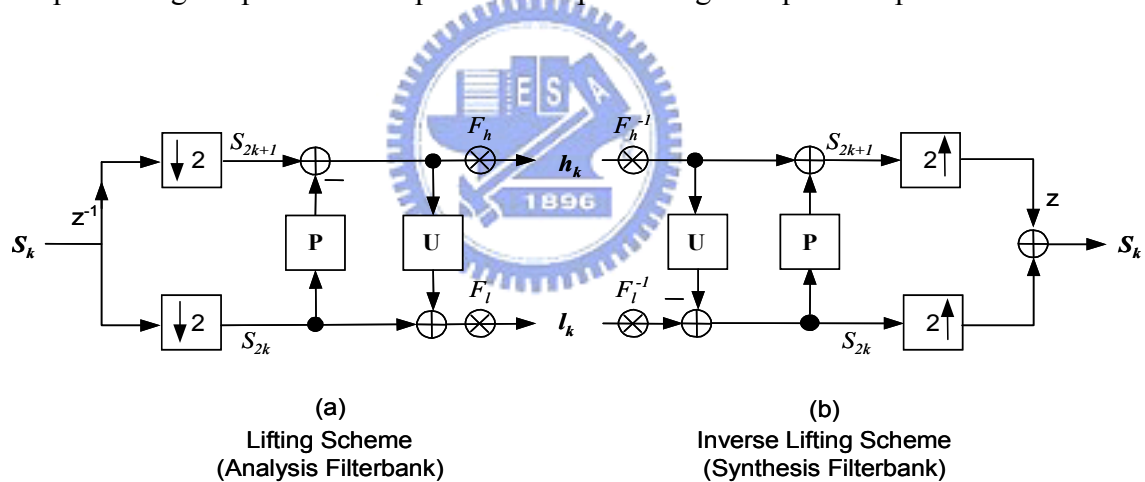 S2k+1
Fh
Fh-1
S2k+1
↓ 2
2↑
z-1
hk
z
1896
P
U
U
P
Sk
Sk
E S A
Fl
Fl-1
↓ 2
lk
2↑
S2k
S2k
(a)
Lifting Scheme
(Analysis Filterbank)
(b)
Inverse Lifting Scheme
(Synthesis Filterbank)